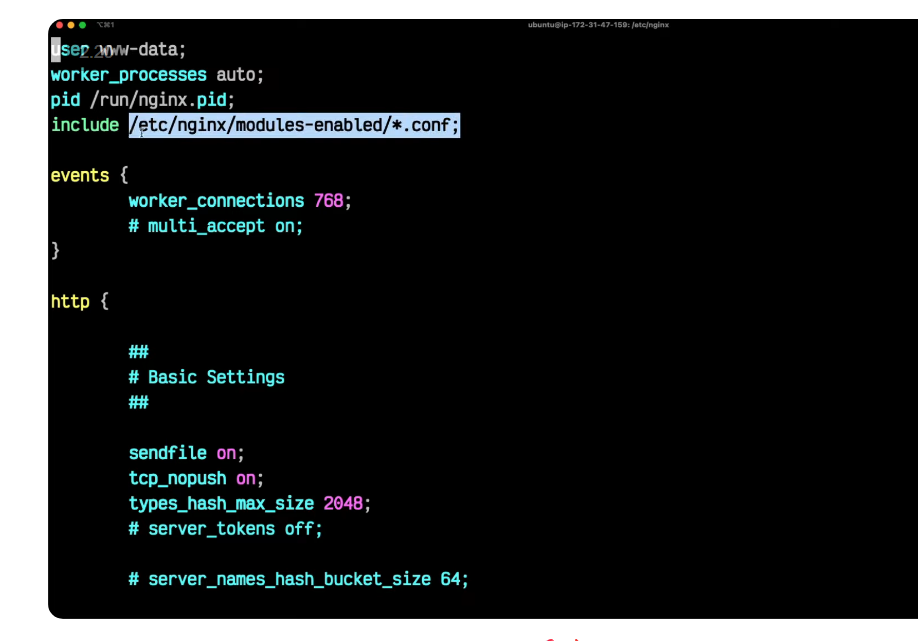 ⌥⌘1 ubuntu@ip-172-31-47-159: /etc/nginx
user www-data;
worker_processes auto;
pid /run/nginx.pid;
include /etc/nginx/modules-enabled/*.conf;
events {
worker_connections 768;
# multi_accept on;
}
http {
##
# Basic Settings
##
sendfile on;
tcp_nopush on;
types_hash_max_size 2048;
# server_tokens off;
# server_names_hash_bucket_size 64;